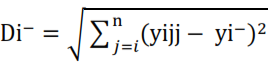 Di⁻ = √∑ⁿⱼ₌ᵢ(yijj − yi⁻)²